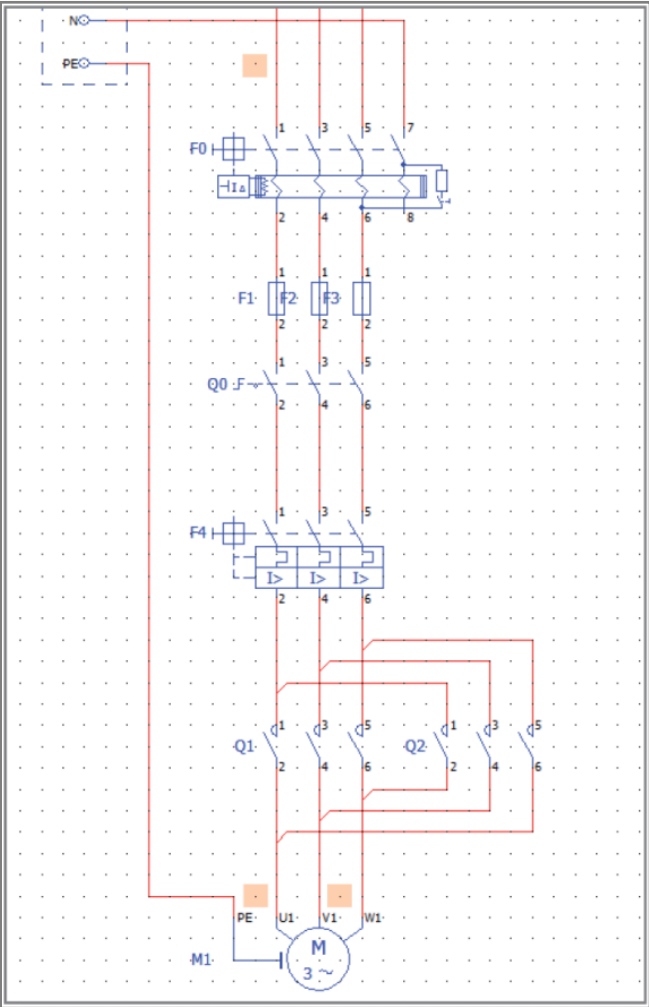 N
PE
1 3 5 7
F0
I Δ
2 4 6 8
1 1 1
F1 F2 F3
2 2 2
1 3 5
Q0
2 4 6
1 3 5
F4
I> I> I>
2 4 6
1 3 5 1 3 5
Q1 Q2
2 4 6 2 4 6
PE U1 V1 W1
M
M1
3 ~